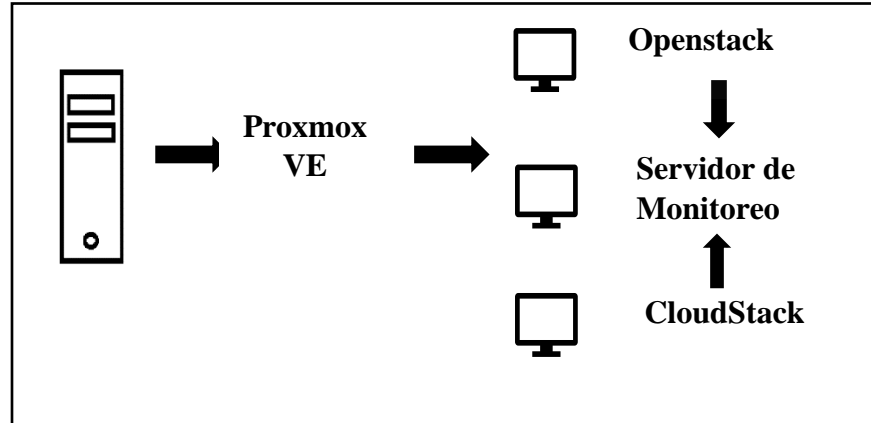 Openstack
Proxmox
VE
Servidor de
Monitoreo
CloudStack